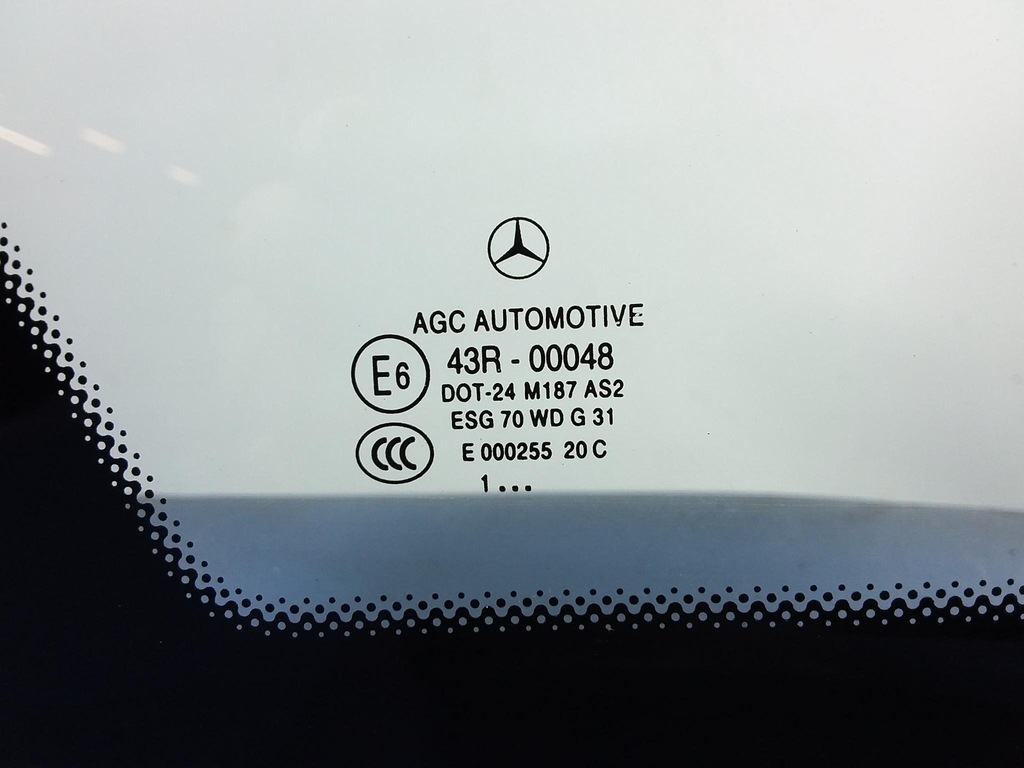 AGC AUTOMOTIVE
E6 43R - 00048
DOT-24 M187 AS2
ESG 70 WD G 31
CCC E 000255 20 C
1 ...